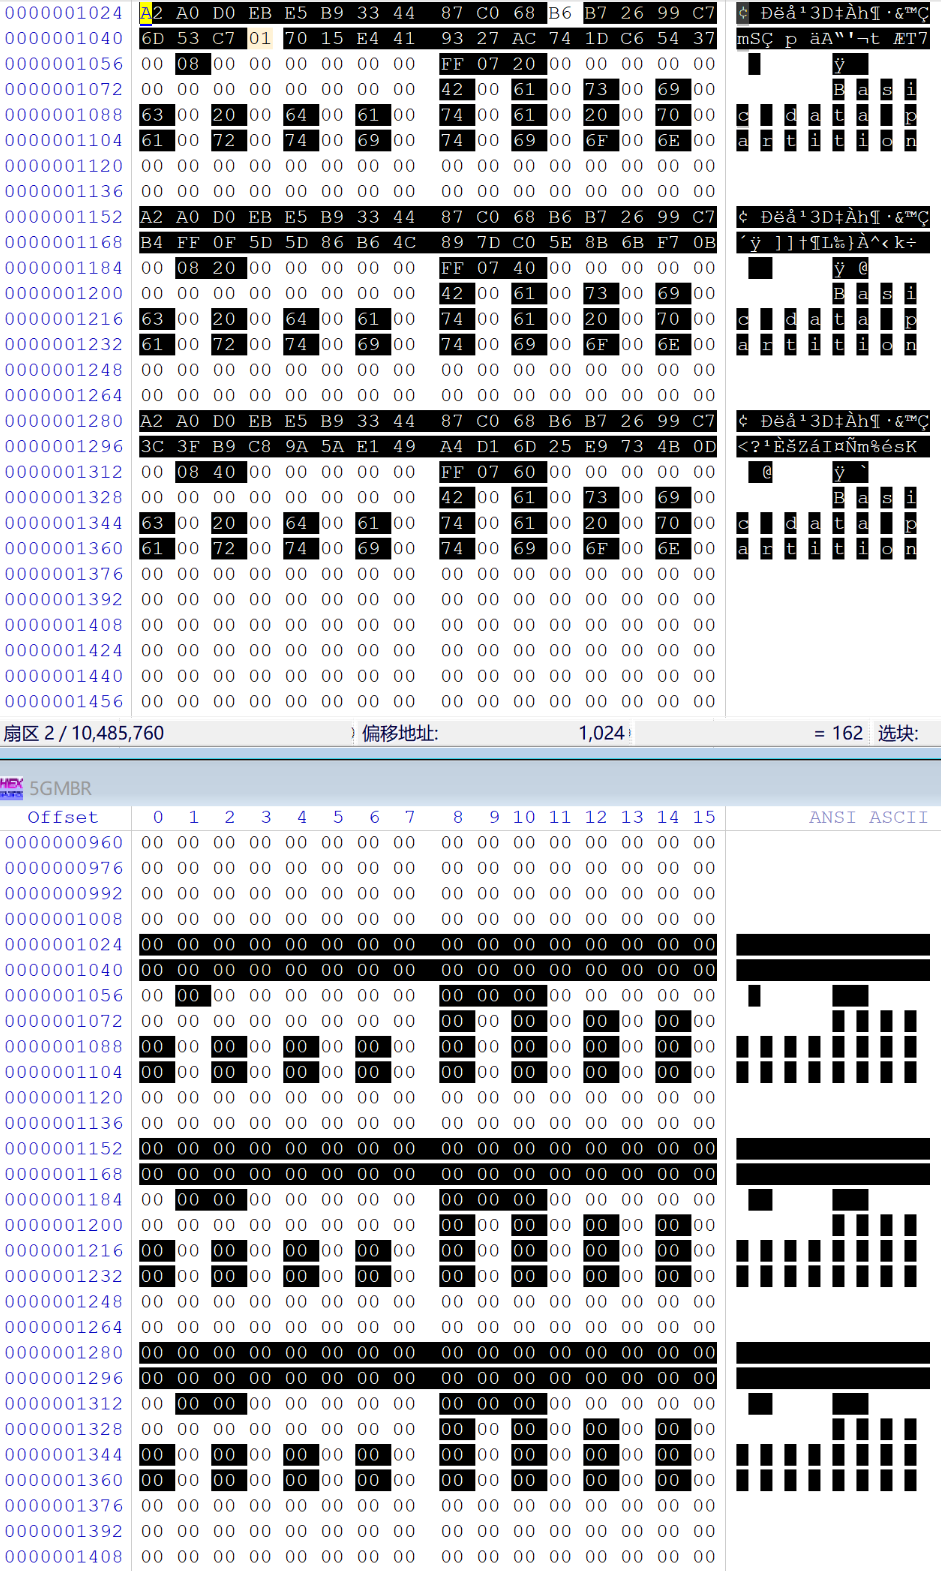 0000001024 A2 A0 D0 EB E5 B9 33 44 87 C0 68 B6 B7 26 99 C7 ¢ Ðëå¹3D‡Àh¶·&™Ç
0000001040 6D 53 C7 01 70 15 E4 41 93 27 AC 74 1D C6 54 37 mSÇ p äA“'¬t ÆT7
0000001056 00 08 00 00 00 00 00 00 FF 07 20 00 00 00 00 00 ÿ
0000001072 00 00 00 00 00 00 00 00 42 00 61 00 73 00 69 00 B a s i
0000001088 63 00 20 00 64 00 61 00 74 00 61 00 20 00 70 00 c d a t a p
0000001104 61 00 72 00 74 00 69 00 74 00 69 00 6F 00 6E 00 a r t i t i o n
0000001120 00 00 00 00 00 00 00 00 00 00 00 00 00 00 00 00
0000001136 00 00 00 00 00 00 00 00 00 00 00 00 00 00 00 00
0000001152 A2 A0 D0 EB E5 B9 33 44 87 C0 68 B6 B7 26 99 C7 ¢ Ðëå¹3D‡Àh¶·&™Ç
0000001168 B4 FF 0F 5D 5D 86 B6 4C 89 7D C0 5E 8B 6B F7 0B ´ÿ ]]†¶L‰}À^‹k÷
0000001184 00 08 20 00 00 00 00 00 FF 07 40 00 00 00 00 00 ÿ @
0000001200 00 00 00 00 00 00 00 00 42 00 61 00 73 00 69 00 B a s i
0000001216 63 00 20 00 64 00 61 00 74 00 61 00 20 00 70 00 c d a t a p
0000001232 61 00 72 00 74 00 69 00 74 00 69 00 6F 00 6E 00 a r t i t i o n
0000001248 00 00 00 00 00 00 00 00 00 00 00 00 00 00 00 00
0000001264 00 00 00 00 00 00 00 00 00 00 00 00 00 00 00 00
0000001280 A2 A0 D0 EB E5 B9 33 44 87 C0 68 B6 B7 26 99 C7 ¢ Ðëå¹3D‡Àh¶·&™Ç
0000001296 3C 3F B9 C8 9A 5A E1 49 A4 D1 6D 25 E9 73 4B 0D <?¹ÈšZáI¤Ñm%ésK
0000001312 00 08 40 00 00 00 00 00 FF 07 60 00 00 00 00 00 @ ÿ `
0000001328 00 00 00 00 00 00 00 00 42 00 61 00 73 00 69 00 B a s i
0000001344 63 00 20 00 64 00 61 00 74 00 61 00 20 00 70 00 c d a t a p
0000001360 61 00 72 00 74 00 69 00 74 00 69 00 6F 00 6E 00 a r t i t i o n
0000001376 00 00 00 00 00 00 00 00 00 00 00 00 00 00 00 00
0000001392 00 00 00 00 00 00 00 00 00 00 00 00 00 00 00 00
0000001408 00 00 00 00 00 00 00 00 00 00 00 00 00 00 00 00
0000001424 00 00 00 00 00 00 00 00 00 00 00 00 00 00 00 00
0000001440 00 00 00 00 00 00 00 00 00 00 00 00 00 00 00 00
0000001456 00 00 00 00 00 00 00 00 00 00 00 00 00 00 00 00
扇区 2 / 10,485,760 偏移地址: 1,024 = 162 选块:
HEX 5GMBR
Offset 0 1 2 3 4 5 6 7 8 9 10 11 12 13 14 15 ANSI ASCII
0000000960 00 00 00 00 00 00 00 00 00 00 00 00 00 00 00 00
0000000976 00 00 00 00 00 00 00 00 00 00 00 00 00 00 00 00
0000000992 00 00 00 00 00 00 00 00 00 00 00 00 00 00 00 00
0000001008 00 00 00 00 00 00 00 00 00 00 00 00 00 00 00 00
0000001024 00 00 00 00 00 00 00 00 00 00 00 00 00 00 00 00
0000001040 00 00 00 00 00 00 00 00 00 00 00 00 00 00 00 00
0000001056 00 00 00 00 00 00 00 00 00 00 00 00 00 00 00 00
0000001072 00 00 00 00 00 00 00 00 00 00 00 00 00 00 00 00
0000001088 00 00 00 00 00 00 00 00 00 00 00 00 00 00 00 00
0000001104 00 00 00 00 00 00 00 00 00 00 00 00 00 00 00 00
0000001120 00 00 00 00 00 00 00 00 00 00 00 00 00 00 00 00
0000001136 00 00 00 00 00 00 00 00 00 00 00 00 00 00 00 00
0000001152 00 00 00 00 00 00 00 00 00 00 00 00 00 00 00 00
0000001168 00 00 00 00 00 00 00 00 00 00 00 00 00 00 00 00
0000001184 00 00 00 00 00 00 00 00 00 00 00 00 00 00 00 00
0000001200 00 00 00 00 00 00 00 00 00 00 00 00 00 00 00 00
0000001216 00 00 00 00 00 00 00 00 00 00 00 00 00 00 00 00
0000001232 00 00 00 00 00 00 00 00 00 00 00 00 00 00 00 00
0000001248 00 00 00 00 00 00 00 00 00 00 00 00 00 00 00 00
0000001264 00 00 00 00 00 00 00 00 00 00 00 00 00 00 00 00
0000001280 00 00 00 00 00 00 00 00 00 00 00 00 00 00 00 00
0000001296 00 00 00 00 00 00 00 00 00 00 00 00 00 00 00 00
0000001312 00 00 00 00 00 00 00 00 00 00 00 00 00 00 00 00
0000001328 00 00 00 00 00 00 00 00 00 00 00 00 00 00 00 00
0000001344 00 00 00 00 00 00 00 00 00 00 00 00 00 00 00 00
0000001360 00 00 00 00 00 00 00 00 00 00 00 00 00 00 00 00
0000001376 00 00 00 00 00 00 00 00 00 00 00 00 00 00 00 00
0000001392 00 00 00 00 00 00 00 00 00 00 00 00 00 00 00 00
0000001408 00 00 00 00 00 00 00 00 00 00 00 00 00 00 00 00